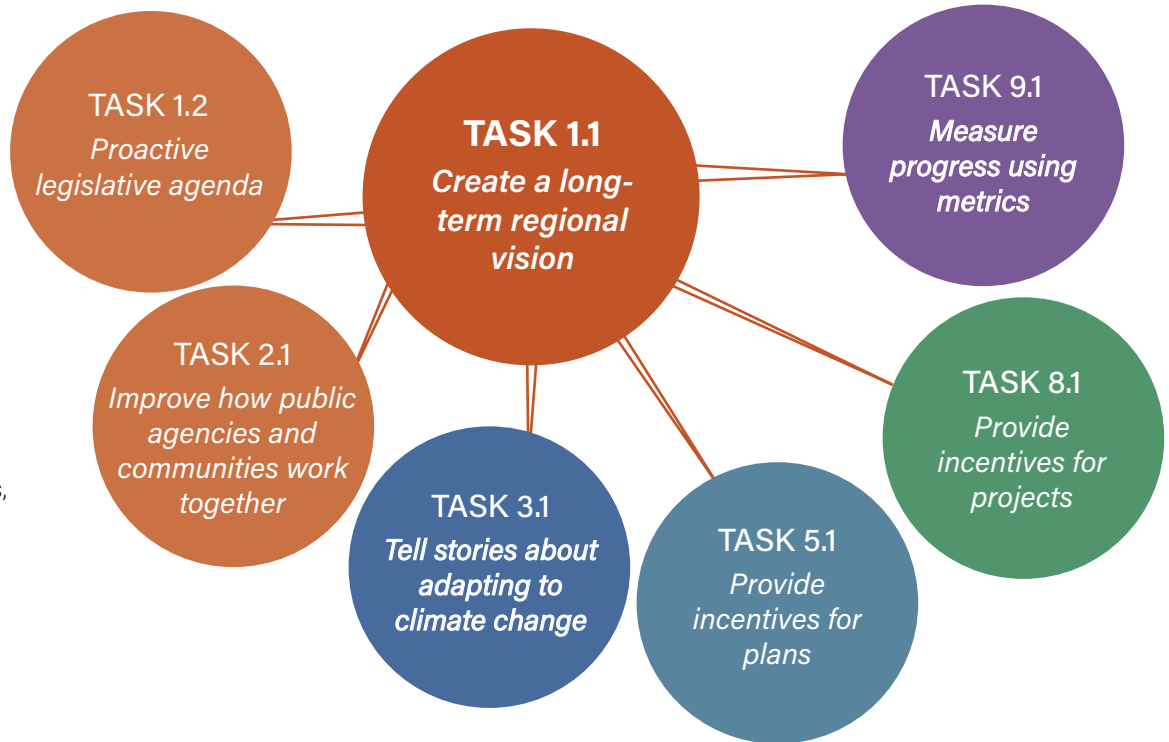 TASK 1.2
Proactive
legislative agenda
TASK 1.1
Create a long-
term regional
vision
TASK 9.1
Measure
progress using
metrics
TASK 2.1
Improve how public
agencies and
communities work
together
TASK 3.1
Tell stories about
adapting to
climate change
TASK 5.1
Provide
incentives for
plans
TASK 8.1
Provide
incentives for
projects